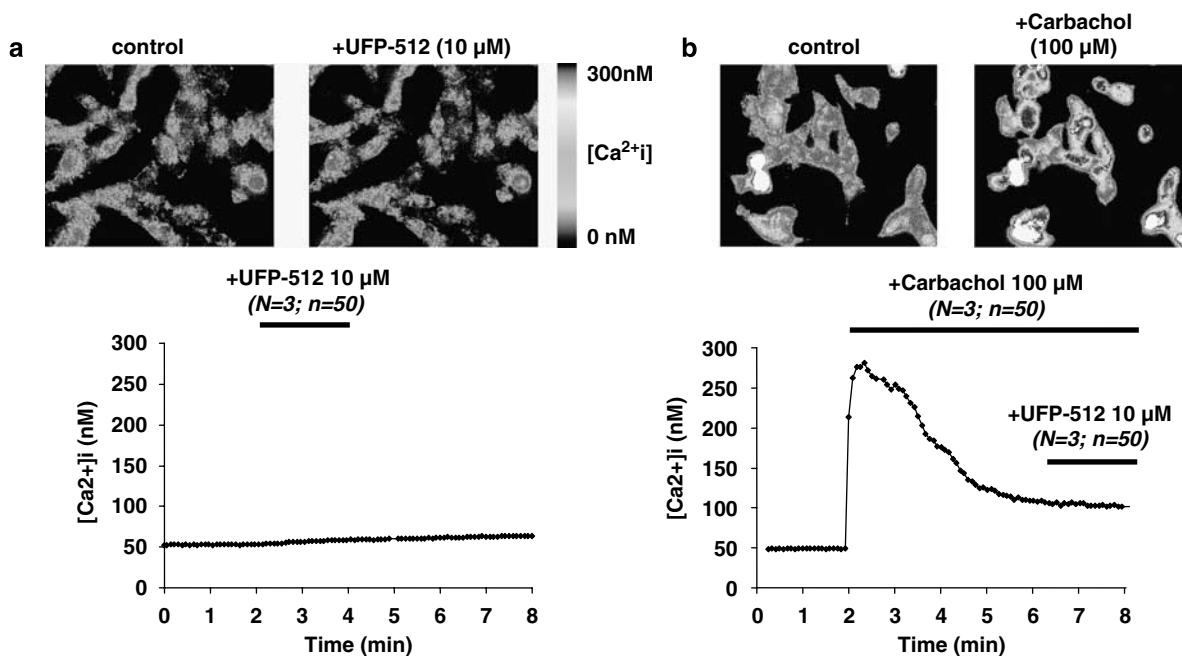 a
control
+UFP-512 (10 µM)
300nM
[Ca²⁺i]
0 nM
+UFP-512 10 µM
(N=3; n=50)
[Ca2+]i (nM)
300
250
200
150
100
50
0
0 1 2 3 4 5 6 7 8
Time (min)
b
control
+Carbachol
(100 µM)
+Carbachol 100 µM
(N=3; n=50)
+UFP-512 10 µM
(N=3; n=50)
[Ca2+]i (nM)
300
250
200
150
100
50
0
0 1 2 3 4 5 6 7 8
Time (min)